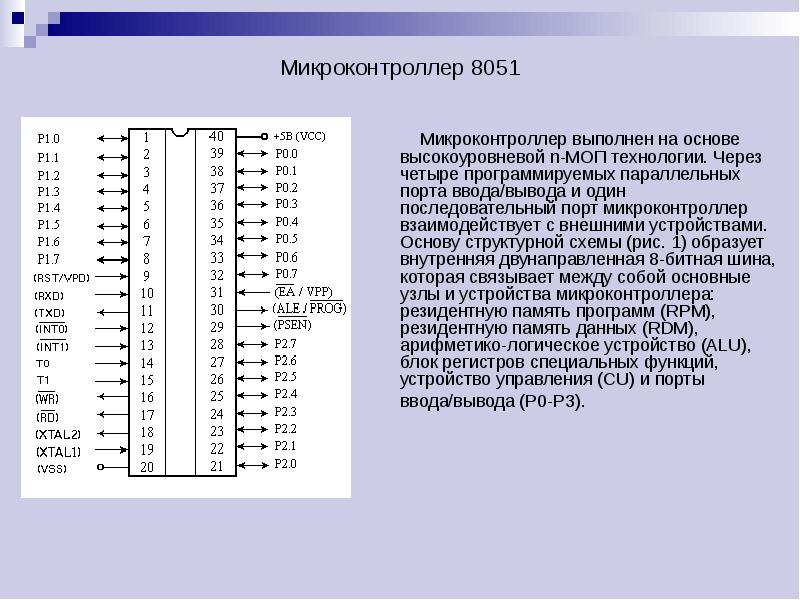 Микроконтроллер 8051
P1.0 1 40 +5В (VCC)
P1.1 2 39 P0.0
P1.2 3 38 P0.1
P1.3 4 37 P0.2
P1.4 5 36 P0.3
P1.5 6 35 P0.4
P1.6 7 34 P0.5
P1.7 8 33 P0.6
(RST/VPD) 9 32 P0.7
(RXD) 10 31 (EA / VPP)
(TXD) 11 30 (ALE / PROG)
(INT0) 12 29 (PSEN)
(INT1) 13 28 P2.7
T0 14 27 P2.6
T1 15 26 P2.5
(WR) 16 25 P2.4
(RD) 17 24 P2.3
(XTAL2) 18 23 P2.2
(XTAL1) 19 22 P2.1
(VSS) 20 21 P2.0
Микроконтроллер выполнен на основе
высокоуровневой n-МОП технологии. Через
четыре программируемых параллельных
порта ввода/вывода и один
последовательный порт микроконтроллер
взаимодействует с внешними устройствами.
Основу структурной схемы (рис. 1) образует
внутренняя двунаправленная 8-битная шина,
которая связывает между собой основные
узлы и устройства микроконтроллера:
резидентную память программ (RPM),
резидентную память данных (RDM),
арифметико-логическое устройство (ALU),
блок регистров специальных функций,
устройство управления (CU) и порты
ввода/вывода (P0-P3).